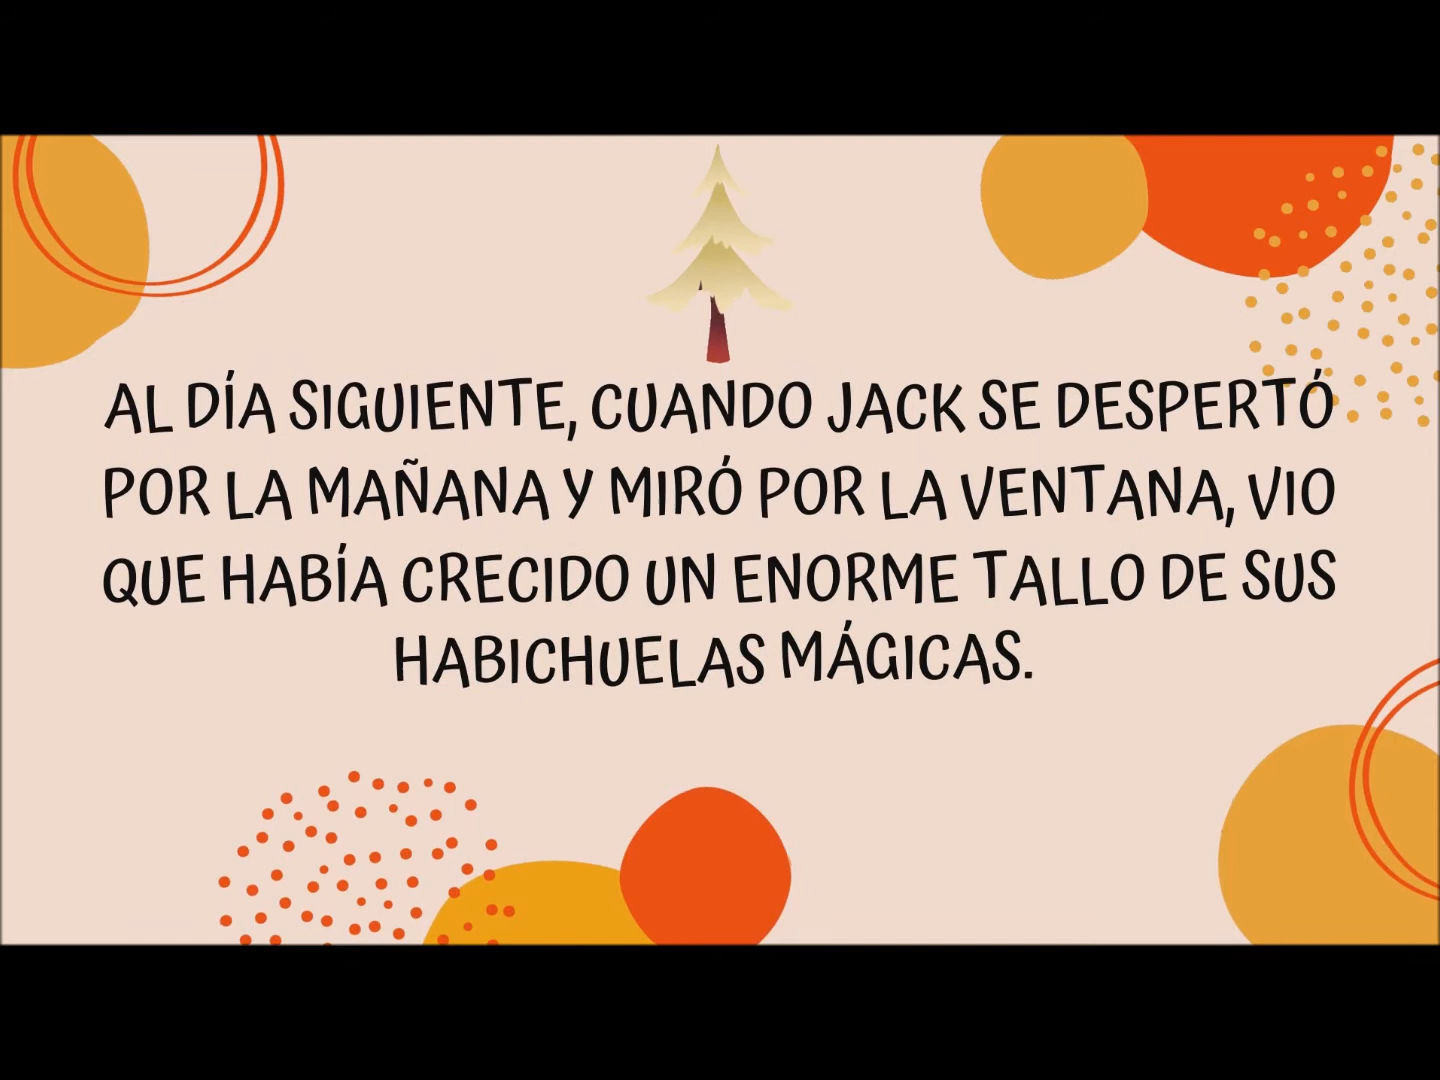 AL DÍA SIGUIENTE, CUANDO JACK SE DESPERTÓ
POR LA MAÑANA Y MIRÓ POR LA VENTANA, VIO
QUE HABÍA CRECIDO UN ENORME TALLO DE SUS
HABICHUELAS MÁGICAS.